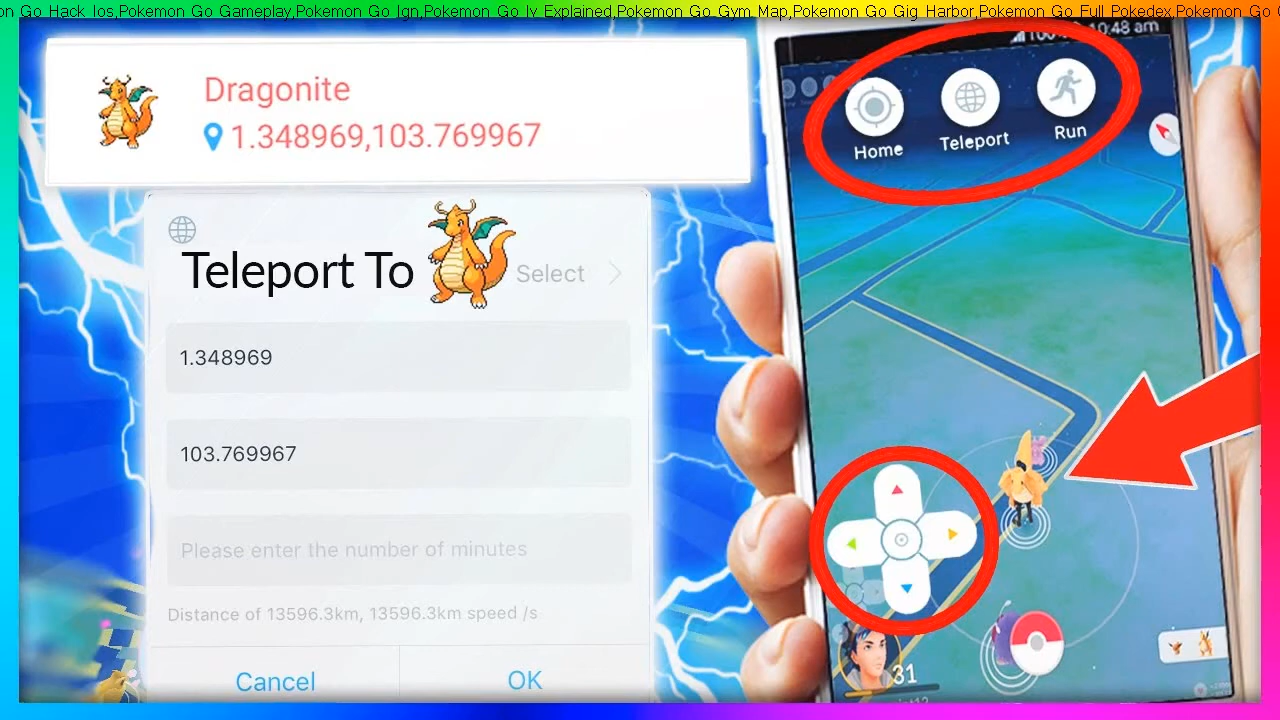 on Go Hack Ios,Pokemon Go Gameplay,Pokemon Go Ign,Pokemon Go Iv Explained,Pokemon Go Gym Map,Pokemon Go Gig Harbor,Pokemon Go Full Pokedex,Pokemon Go
Dragonite
1.348969,103.769967
Teleport To
Select
1.348969
103.769967
Please enter the number of minutes
Distance of 13596.3km, 13596.3km speed /s
Cancel
OK
10:48 am
Home
Teleport
Run
31